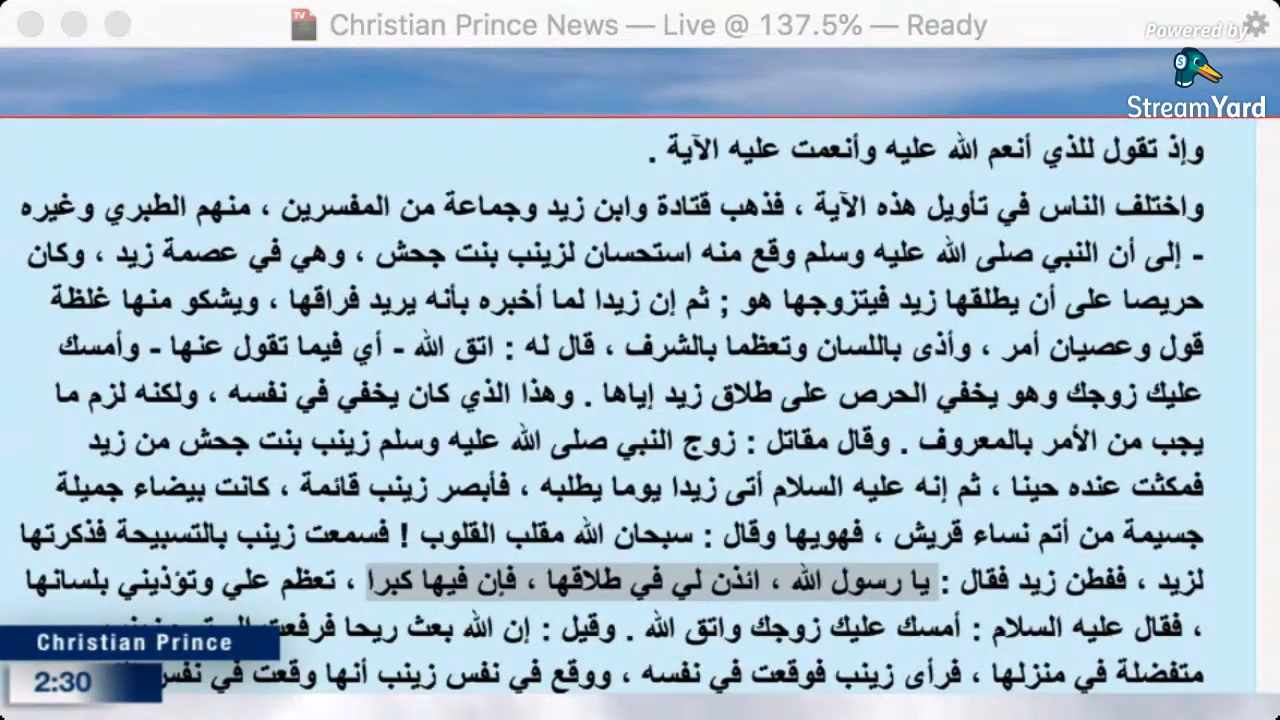 Christian Prince News — Live @ 137.5% — Ready
Powered by
StreamYard
وإذ تقول للذي أنعم الله عليه وأنعمت عليه الآية .
واختلف الناس في تأويل هذه الآية ، فذهب قتادة وابن زيد وجماعة من المفسرين ، منهم الطبري وغيره
- إلى أن النبي صلى الله عليه وسلم وقع منه استحسان لزينب بنت جحش ، وهي في عصمة زيد ، وكان
حريصا على أن يطلقها زيد فيتزوجها هو ; ثم إن زيدا لما أخبره بأنه يريد فراقها ، ويشكو منها غلظة
قول وعصيان أمر ، وأذى باللسان وتعظما بالشرف ، قال له : اتق الله - أي فيما تقول عنها - وأمسك
عليك زوجك وهو يخفي الحرص على طلاق زيد إياها . وهذا الذي كان يخفي في نفسه ، ولكنه لزم ما
يجب من الأمر بالمعروف . وقال مقاتل : زوج النبي صلى الله عليه وسلم زينب بنت جحش من زيد
فمكثت عنده حينا ، ثم إنه عليه السلام أتى زيدا يوما يطلبه ، فأبصر زينب قائمة ، كانت بيضاء جميلة
جسيمة من أتم نساء قريش ، فهويها وقال : سبحان الله مقلب القلوب ! فسمعت زينب بالتسبيحة فذكرتها
لزيد ، ففطن زيد فقال : يا رسول الله ، ائذن لي في طلاقها ، فإن فيها كبرا ، تعظم علي وتؤذيني بلسانها
، فقال عليه السلام : أمسك عليك زوجك واتق الله . وقيل : إن الله بعث ريحا فرفعت
متفضلة في منزلها ، فرأى زينب فوقعت في نفسه ، ووقع في نفس زينب أنها وقعت في
Christian Prince
2:30